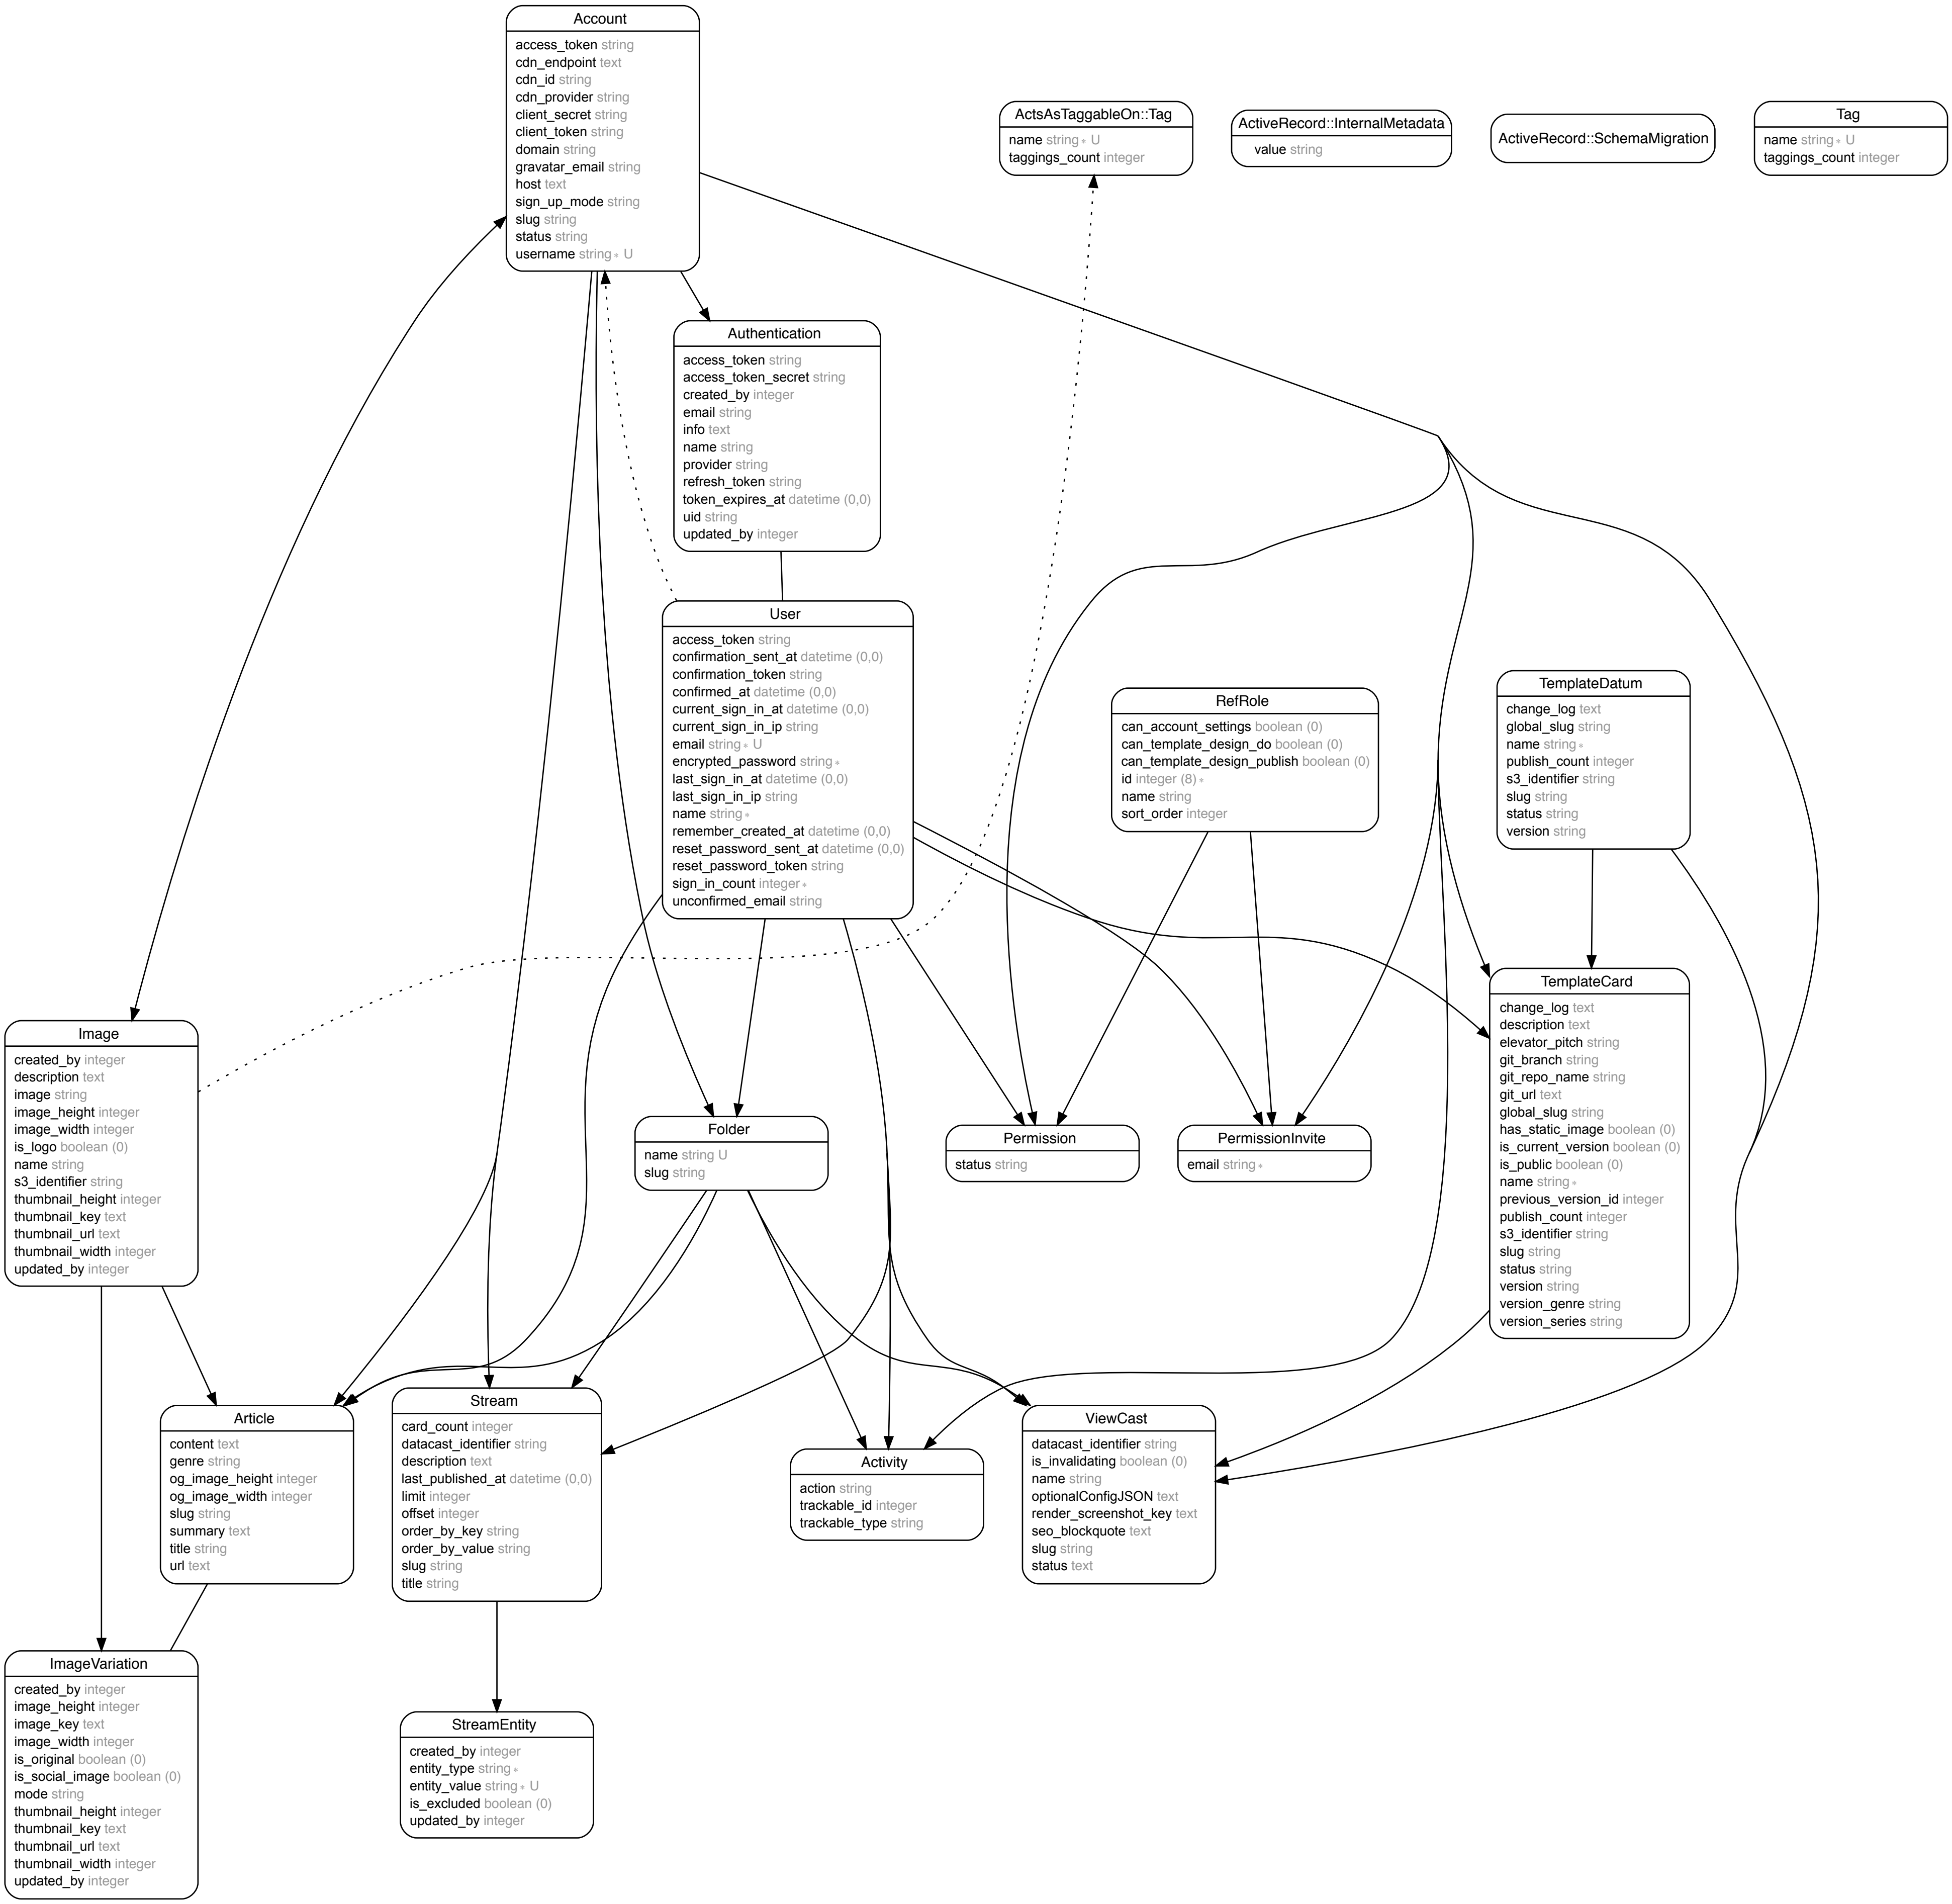 Account
access_token string
cdn_endpoint text
cdn_id string
cdn_provider string
client_secret string
client_token string
domain string
gravatar_email string
host text
sign_up_mode string
slug string
status string
username string* U
ActsAsTaggableOn::Tag
name string* U
taggings_count integer
ActiveRecord::InternalMetadata
value string
ActiveRecord::SchemaMigration
Tag
name string* U
taggings_count integer
Authentication
access_token string
access_token_secret string
created_by integer
email string
info text
name string
provider string
refresh_token string
token_expires_at datetime (0,0)
uid string
updated_by integer
User
access_token string
confirmation_sent_at datetime (0,0)
confirmation_token string
confirmed_at datetime (0,0)
current_sign_in_at datetime (0,0)
current_sign_in_ip string
email string* U
encrypted_password string*
last_sign_in_at datetime (0,0)
last_sign_in_ip string
name string*
remember_created_at datetime (0,0)
reset_password_sent_at datetime (0,0)
reset_password_token string
sign_in_count integer*
unconfirmed_email string
RefRole
can_account_settings boolean (0)
can_template_design_do boolean (0)
can_template_design_publish boolean (0)
id integer (8)*
name string
sort_order integer
TemplateDatum
change_log text
global_slug string
name string*
publish_count integer
s3_identifier string
slug string
status string
version string
TemplateCard
change_log text
description text
elevator_pitch string
git_branch string
git_repo_name string
git_url text
global_slug string
has_static_image boolean (0)
is_current_version boolean (0)
is_public boolean (0)
name string*
previous_version_id integer
publish_count integer
s3_identifier string
slug string
status string
version string
version_genre string
version_series string
Image
created_by integer
description text
image string
image_height integer
image_width integer
is_logo boolean (0)
name string
s3_identifier string
thumbnail_height integer
thumbnail_key text
thumbnail_url text
thumbnail_width integer
updated_by integer
Folder
name string U
slug string
Permission
status string
PermissionInvite
email string*
Article
content text
genre string
og_image_height integer
og_image_width integer
slug string
summary text
title string
url text
Stream
card_count integer
datacast_identifier string
description text
last_published_at datetime (0,0)
limit integer
offset integer
order_by_key string
order_by_value string
slug string
title string
Activity
action string
trackable_id integer
trackable_type string
ViewCast
datacast_identifier string
is_invalidating boolean (0)
name string
optionalConfigJSON text
render_screenshot_key text
seo_blockquote text
slug string
status text
ImageVariation
created_by integer
image_height integer
image_key text
image_width integer
is_original boolean (0)
is_social_image boolean (0)
mode string
thumbnail_height integer
thumbnail_key text
thumbnail_url text
thumbnail_width integer
updated_by integer
StreamEntity
created_by integer
entity_type string*
entity_value string* U
is_excluded boolean (0)
updated_by integer